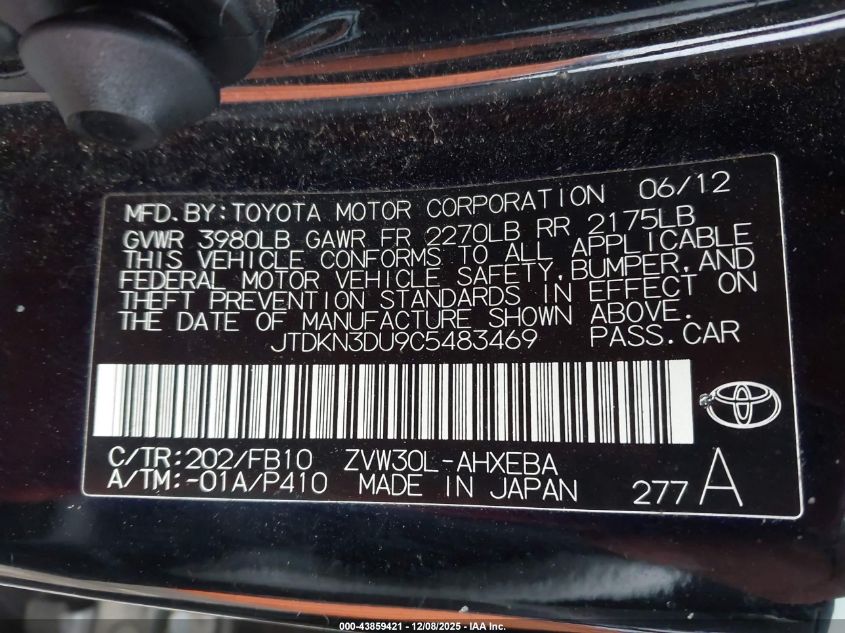 MFD.BY:TOYOTA MOTOR CORPORATION 06/12
GVWR 3980LB GAWR FR 2270LB RR 2175LB
THIS VEHICLE CONFORMS TO ALL APPLICABLE
FEDERAL MOTOR VEHICLE SAFETY,BUMPER,AND
THEFT PREVENTION STANDARDS IN EFFECT ON
THE DATE OF MANUFACTURE SHOWN ABOVE.
JTDKN3DU9C5483469 PASS.CAR
C/TR:202/FB10 ZVW30L-AHXEBA
A/TM:-01A/P410 MADE IN JAPAN 277 A
000-43859421 - 12/08/2025 - IAA Inc.